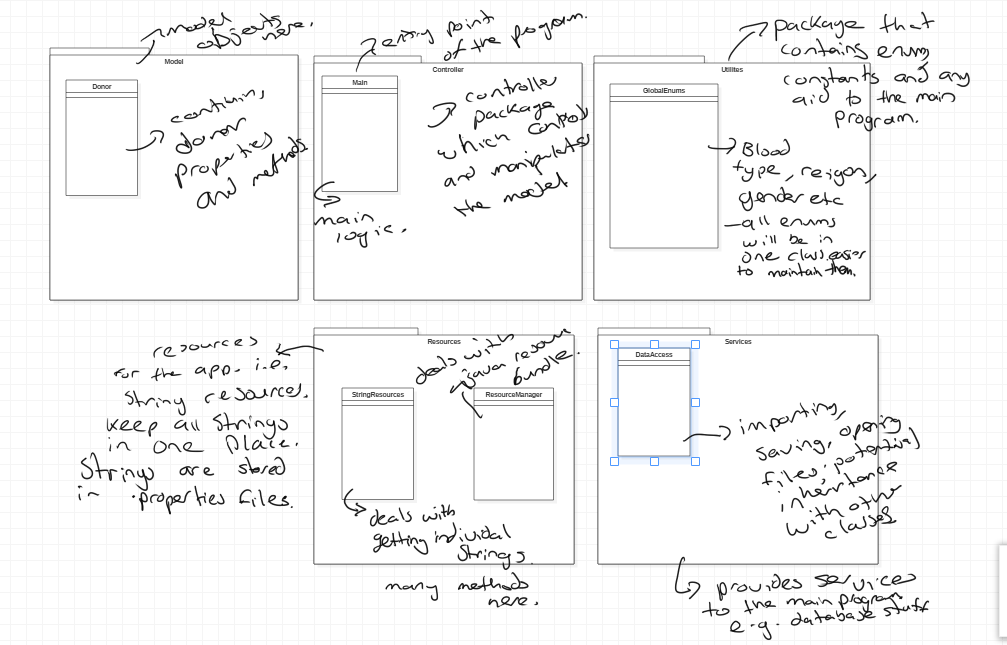 model
objects
here.
Model
Donor
contains
donor
properties
and methods.
entry point
of the program.
Controller
Main
controller
package
which controls
and manipulates
the model
main
logic.
package that
contains enum
constants and any
aid to the main
program.
Utilites
GlobalEnums
Blood
type, reigon,
gender etc
all enums
will be in
one class, easier
to maintain them.
resources
for the app. i.e,
String resources.
Keep all Strings
in one Place.
Strings are stored
in .properties files.
Resources
deals with
java resource
bundle.
StringResources
ResourceManager
deals with
getting individal
Strings.
many methods
here.
Services
DataAccess
importing,
saving, opening
files, potential
inheritance
with other
classes
provides services
to the main program
e.g. database stuff